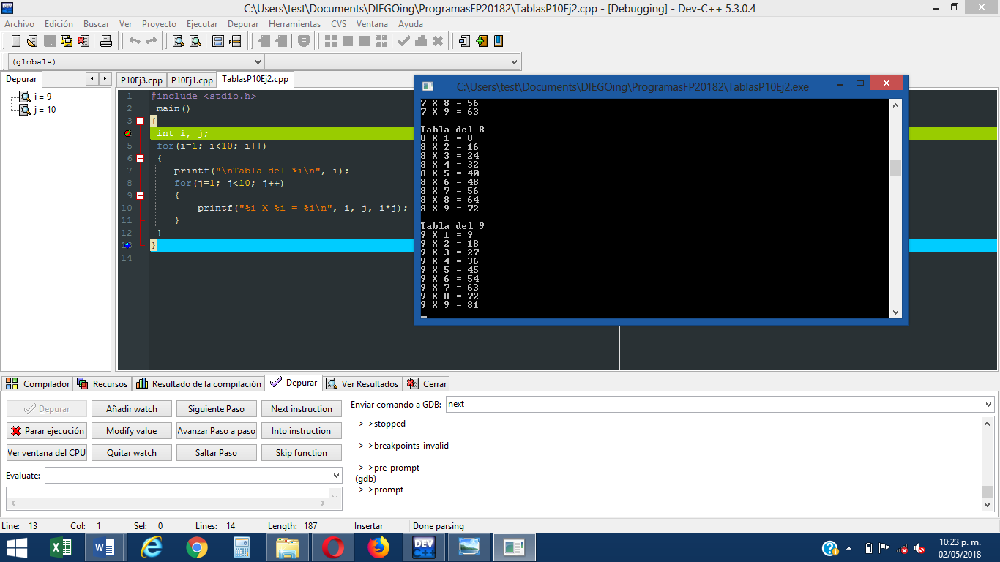 C:\Users\test\Documents\DIEGOing\ProgramasFP20182\TablasP10Ej2.cpp - [Debugging] - Dev-C++ 5.3.0.4
Archivo Edición Buscar Ver Proyecto Ejecutar Depurar Herramientas CVS Ventana Ayuda
(globals)
Depurar
P10Ej3.cpp P10Ej1.cpp TablasP10Ej2.cpp
i = 9
j = 10
1 #include <stdio.h>
2 main()
3 {
int i, j;
5 for(i=1; i<10; i++)
6 {
7 printf("\nTabla del %i\n", i);
8 for(j=1; j<10; j++)
9 {
10 printf("%i X %i = %i\n", i, j, i*j);
11 }
12 }
}
14
C:\Users\test\Documents\DIEGOing\ProgramasFP20182\TablasP10Ej2.exe
7 X 8 = 56
7 X 9 = 63
Tabla del 8
8 X 1 = 8
8 X 2 = 16
8 X 3 = 24
8 X 4 = 32
8 X 5 = 40
8 X 6 = 48
8 X 7 = 56
8 X 8 = 64
8 X 9 = 72
Tabla del 9
9 X 1 = 9
9 X 2 = 18
9 X 3 = 27
9 X 4 = 36
9 X 5 = 45
9 X 6 = 54
9 X 7 = 63
9 X 8 = 72
9 X 9 = 81
Compilador Recursos Resultado de la compilación Depurar Ver Resultados Cerrar
Depurar Añadir watch Siguiente Paso Next instruction
Parar ejecución Modify value Avanzar Paso a paso Into instruction
Ver ventana del CPU Quitar watch Saltar Paso Skip function
Evaluate:
Enviar comando a GDB: next
->->stopped
->->breakpoints-invalid
->->pre-prompt
(gdb)
->->prompt
Line: 13 Col: 1 Sel: 0 Lines: 14 Length: 187 Insertar Done parsing
DEV C++
10:23 p. m.
02/05/2018